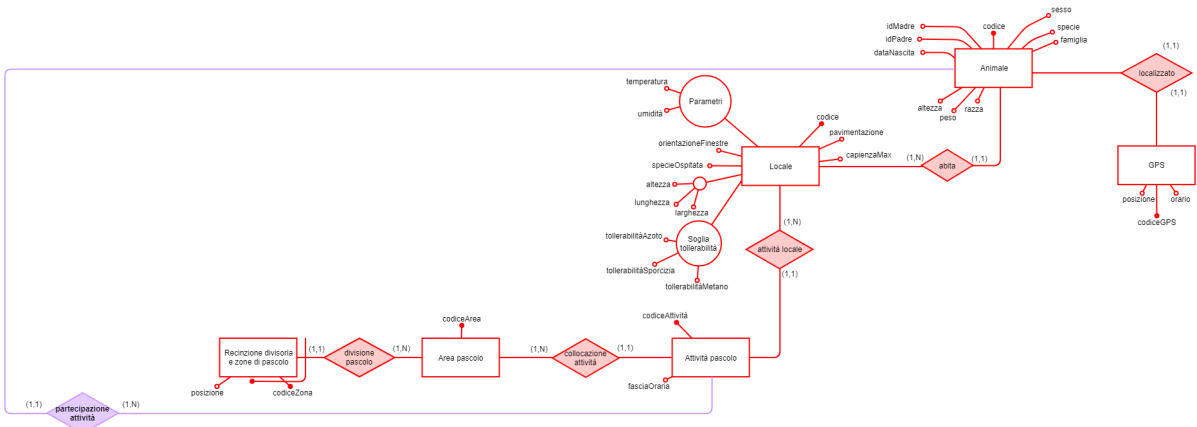 sesso
idMadre
codice
specie
idPadre
famiglia
dataNascita
(1,1)
Animale
localizzato
temperatura
(1,1)
Parametri
altezza
razza
umidità
peso
codice
pavimentazione
orientazioneFinestre
capienzaMax
(1,N)
(1,1)
specieOspitata
Locale
abita
GPS
altezza
lunghezza
posizione
orario
larghezza
codiceGPS
(1,N)
tollerabilitàAzoto
Soglia
tollerabilità
attività locale
tollerabilitàSporcizia
(1,1)
tollerabilitàMetano
codiceArea
codiceAttività
(1,1)
(1,N)
(1,N)
(1,1)
Recinzione divisoria
e zone di pascolo
divisione
pascolo
Area pascolo
collocazione
attività
Attività pascolo
posizione
codiceZona
fasciaOraria
(1,1)
(1,N)
partecipazione
attività